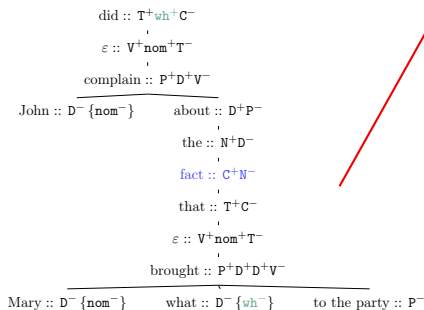 did :: T⁺wh⁺C⁻
ε :: V⁺nom⁺T⁻
complain :: P⁺D⁺V⁻
John :: D⁻ {nom⁻} about :: D⁺P⁻
the :: N⁺D⁻
fact :: C⁺N⁻
that :: T⁺C⁻
ε :: V⁺nom⁺T⁻
brought :: P⁺D⁺D⁺V⁻
Mary :: D⁻ {nom⁻} what :: D⁻ {wh⁻} to the party :: P⁻